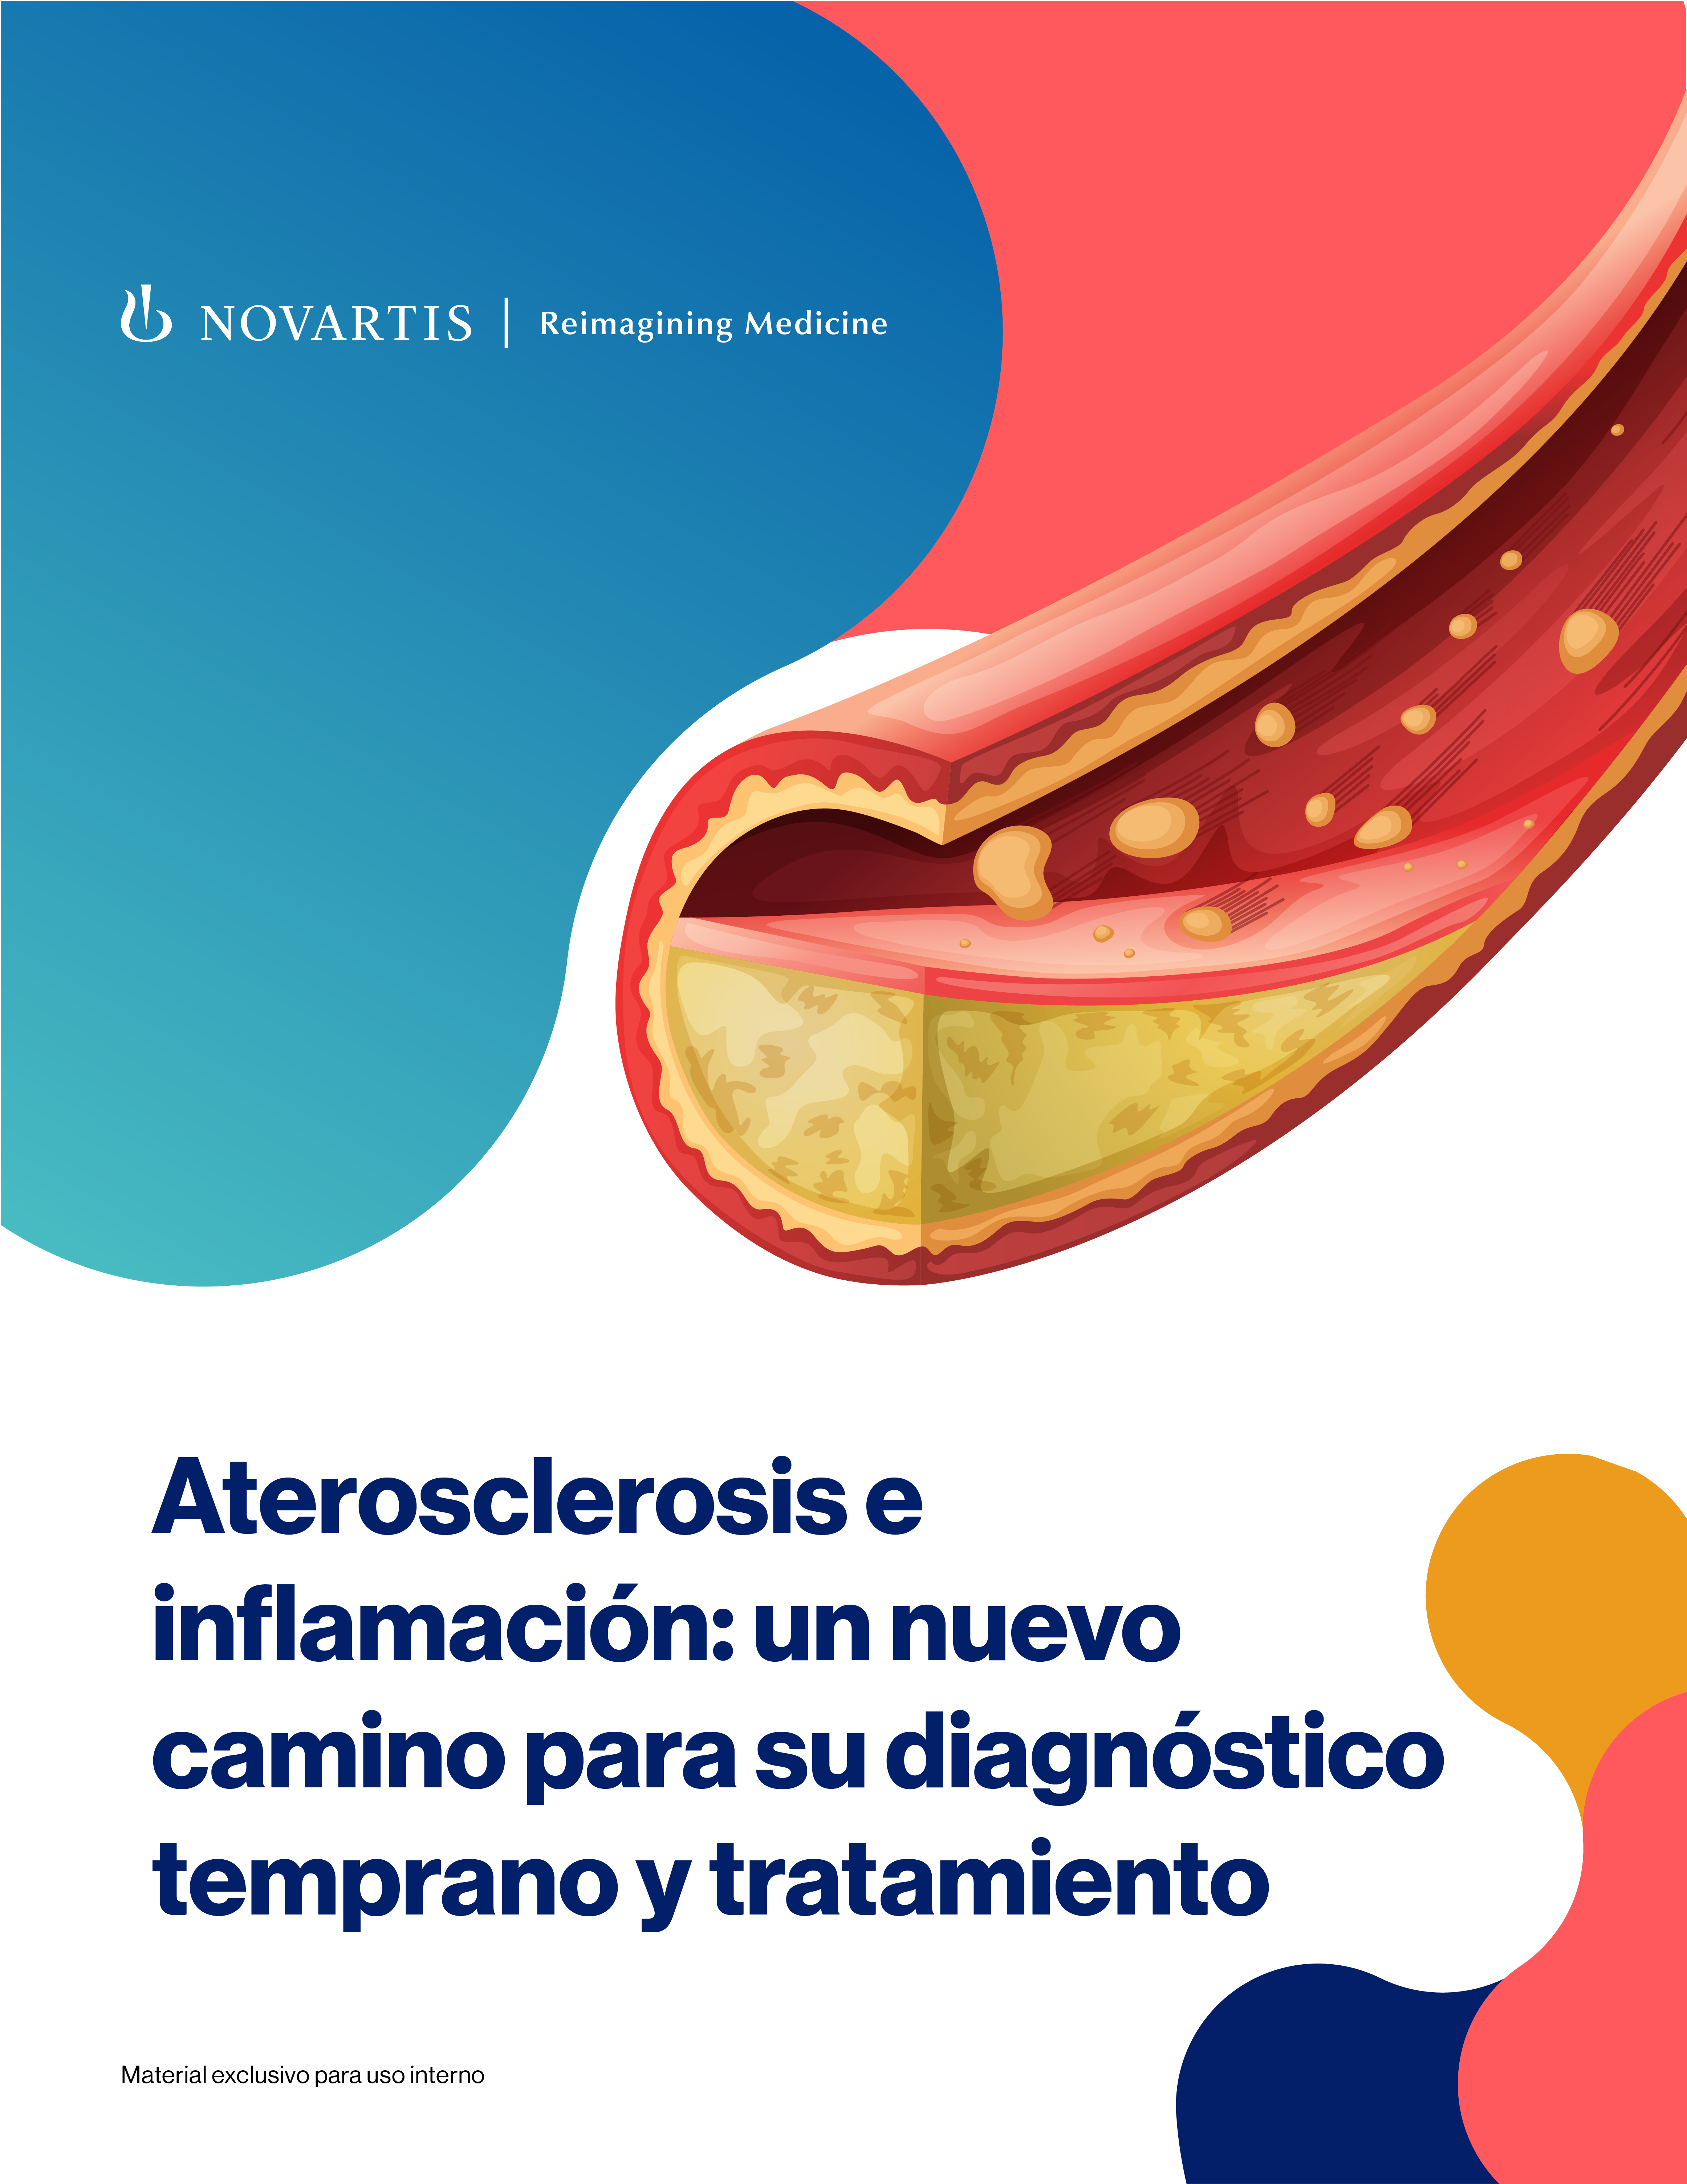 NOVARTIS | Reimagining Medicine
Aterosclerosis e
inflamación: un nuevo
camino para su diagnóstico
temprano y tratamiento
Material exclusivo para uso interno